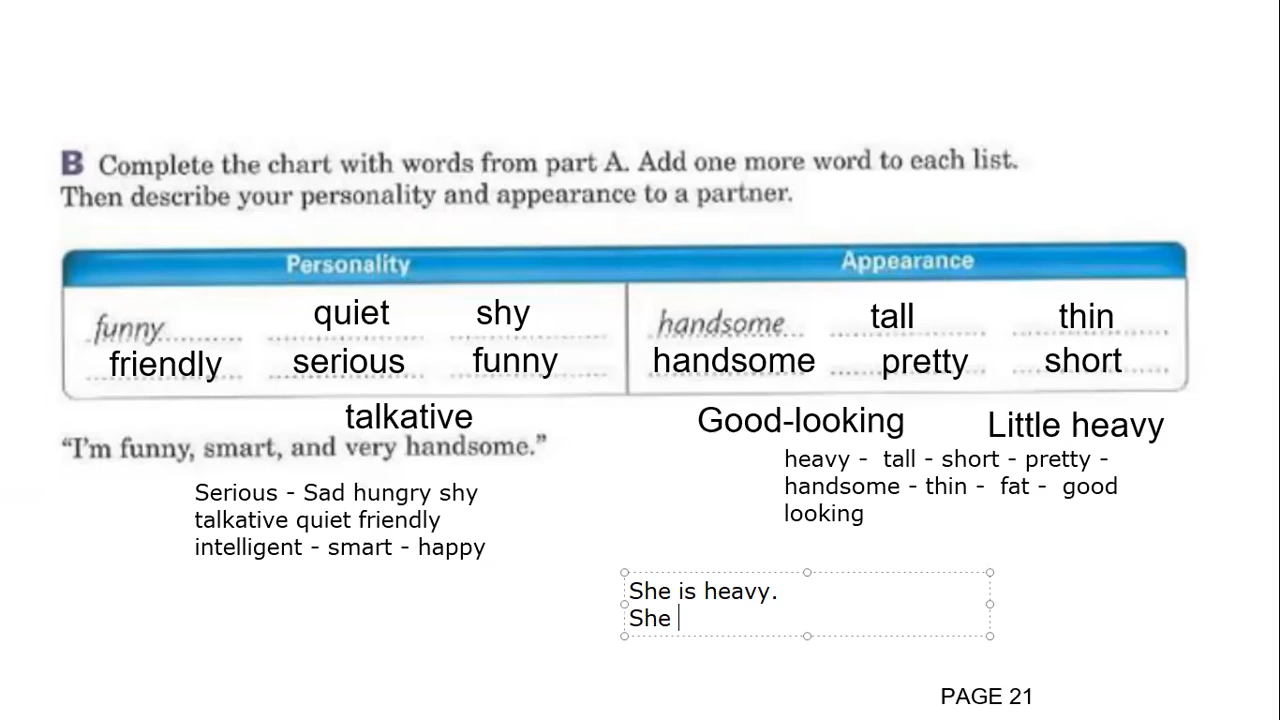 B Complete the chart with words from part A. Add one more word to each list.
Then describe your personality and appearance to a partner.
Personality Appearance
funny quiet shy handsome tall thin
friendly serious funny handsome pretty short
talkative Good-looking Little heavy
"I'm funny, smart, and very handsome."
heavy - tall - short - pretty -
handsome - thin - fat - good
looking
Serious - Sad hungry shy
talkative quiet friendly
intelligent - smart - happy
She is heavy.
She
PAGE 21